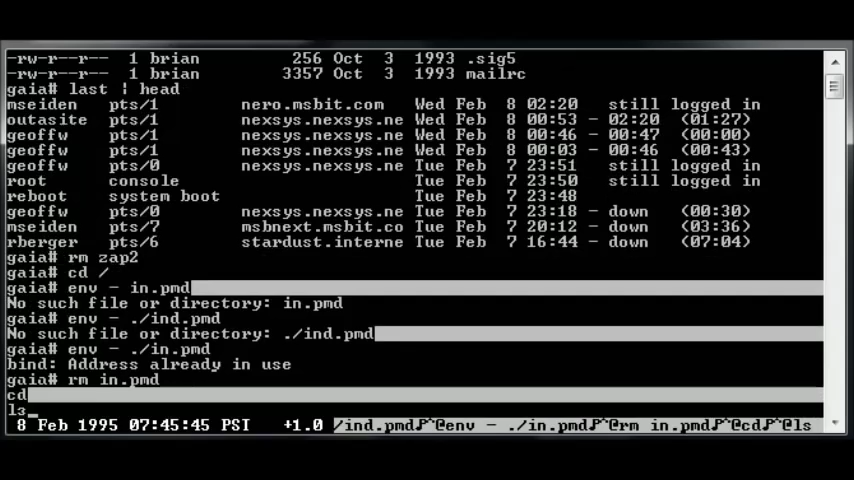 -rw-r--r-- 1 brian 256 Oct 3 1993 .sig5
-rw-r--r-- 1 brian 3357 Oct 3 1993 mailrc
gaia# last | head
mseiden pts/1 nero.msbit.com Wed Feb 8 02:20 still logged in
outasite pts/1 nexsys.nexsys.ne Wed Feb 8 00:53 - 02:20 (01:27)
geoffw pts/1 nexsys.nexsys.ne Wed Feb 8 00:46 - 00:47 (00:00)
geoffw pts/1 nexsys.nexsys.ne Wed Feb 8 00:03 - 00:46 (00:43)
geoffw pts/0 nexsys.nexsys.ne Tue Feb 7 23:51 still logged in
root console Tue Feb 7 23:50 still logged in
reboot system boot Tue Feb 7 23:48
geoffw pts/0 nexsys.nexsys.ne Tue Feb 7 23:18 - down (00:30)
mseiden pts/7 msbnext.msbit.co Tue Feb 7 20:12 - down (03:36)
rberger pts/6 stardust.interne Tue Feb 7 16:44 - down (07:04)
gaia# rm zap2
gaia# cd /
gaia# env - in.pmd
No such file or directory: in.pmd
gaia# env - ./ind.pmd
No such file or directory: ./ind.pmd
gaia# env - ./in.pmd
bind: Address already in use
gaia# rm in.pmd
cd
ls_
8 Feb 1995 07:45:45 PSI +1.0 /ind.pmd♪^@env - ./in.pmd♪^@rm in.pmd♪^@cd♪^@ls